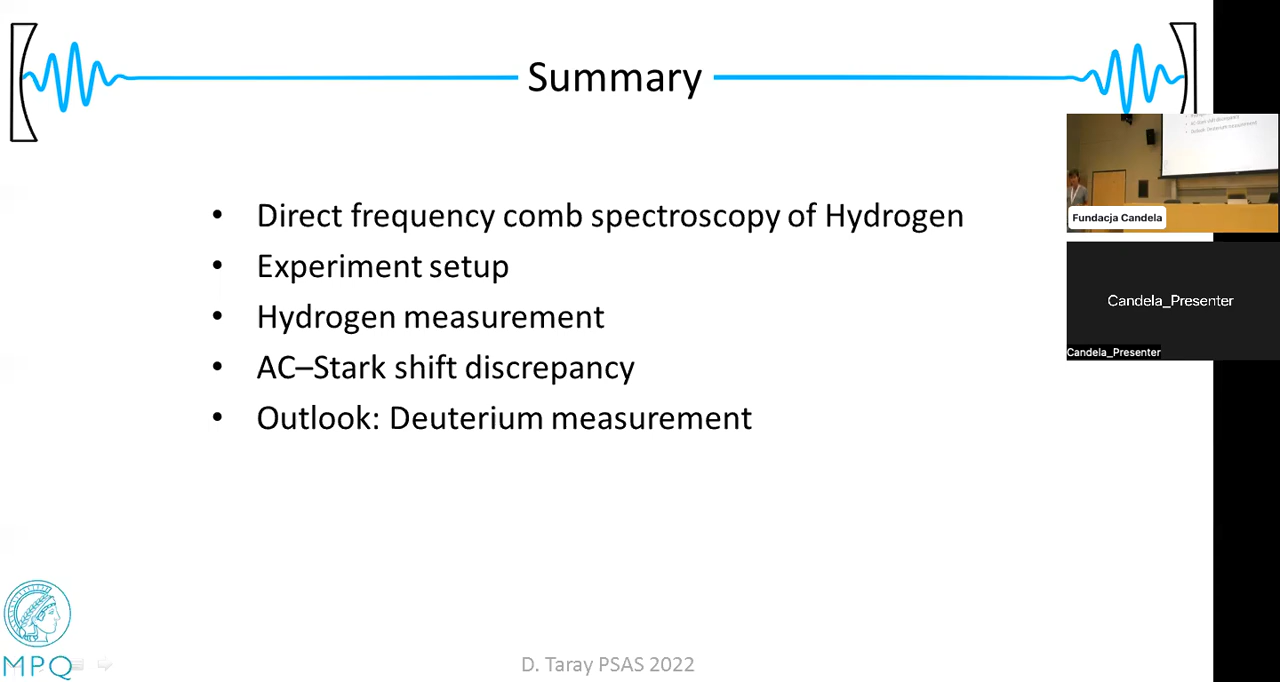 Summary
• Direct frequency comb spectroscopy of Hydrogen
• Experiment setup
• Hydrogen measurement
• AC–Stark shift discrepancy
• Outlook: Deuterium measurement
Fundacja Candela
Candela_Presenter
Candela_Presenter
MPQ
D. Taray PSAS 2022